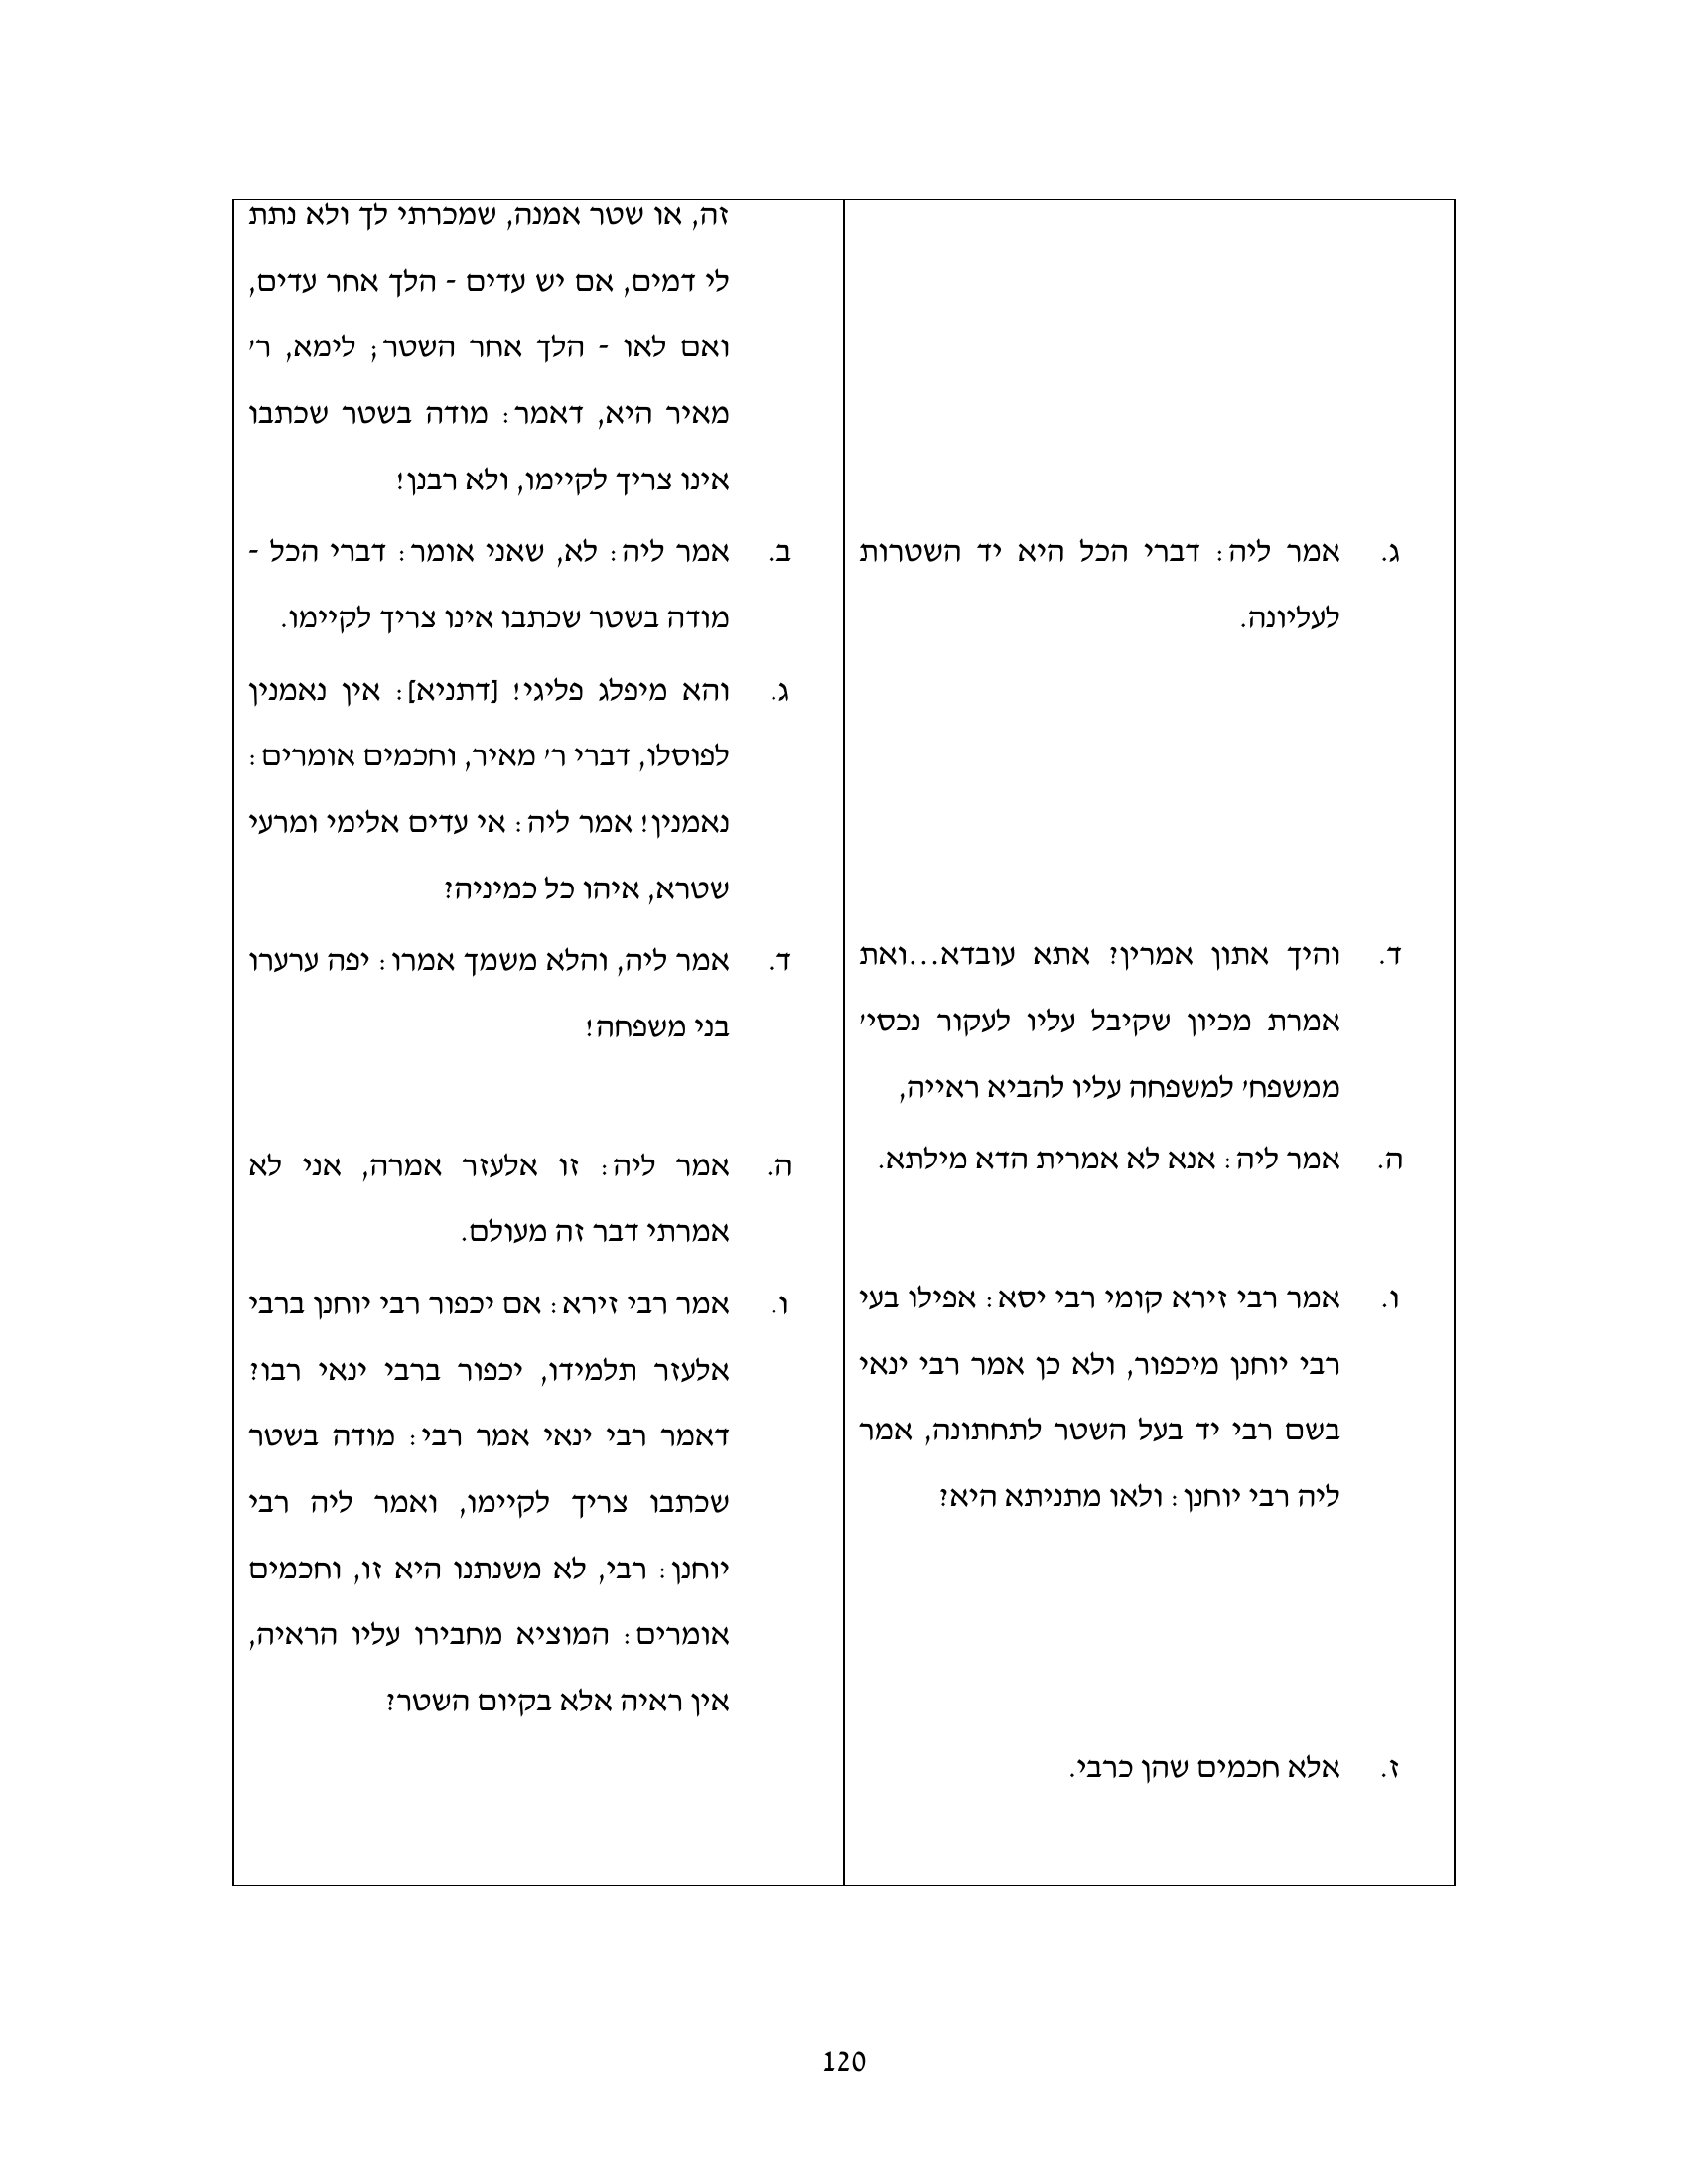 ג. אמר ליה: דברי הכל היא יד השטרות
לעליונה.
ד. והיך אתון אמרין? אתא עובדא...ואת
אמרת מכיון שקיבל עליו לעקור נכסי'
ממשפח' למשפחה עליו להביא ראייה,
ה. אמר ליה: אנא לא אמרית הדא מילתא.
ו. אמר רבי זירא קומי רבי יסא: אפילו בעי
רבי יוחנן מיכפור, ולא כן אמר רבי ינאי
בשם רבי יד בעל השטר לתחתונה, אמר
ליה רבי יוחנן: ולאו מתניתא היא?
ז. אלא חכמים שהן כרבי.
זה, או שטר אמנה, שמכרתי לך ולא נתת
לי דמים, אם יש עדים - הלך אחר עדים,
ואם לאו - הלך אחר השטר; לימא, ר'
מאיר היא, דאמר: מודה בשטר שכתבו
אינו צריך לקיימו, ולא רבנן!
ב. אמר ליה: לא, שאני אומר: דברי הכל -
מודה בשטר שכתבו אינו צריך לקיימו.
ג. והא מיפלג פליגי! [דתניא]: אין נאמנין
לפוסלו, דברי ר' מאיר, וחכמים אומרים:
נאמנין! אמר ליה: אי עדים אלימי ומרעי
שטרא, איהו כל כמיניה?
ד. אמר ליה, והלא משמך אמרו: יפה ערערו
בני משפחה!
ה. אמר ליה: זו אלעזר אמרה, אני לא
אמרתי דבר זה מעולם.
ו. אמר רבי זירא: אם יכפור רבי יוחנן ברבי
אלעזר תלמידו, יכפור ברבי ינאי רבו?
דאמר רבי ינאי אמר רבי: מודה בשטר
שכתבו צריך לקיימו, ואמר ליה רבי
יוחנן: רבי, לא משנתנו היא זו, וחכמים
אומרים: המוציא מחבירו עליו הראיה,
אין ראיה אלא בקיום השטר?
120